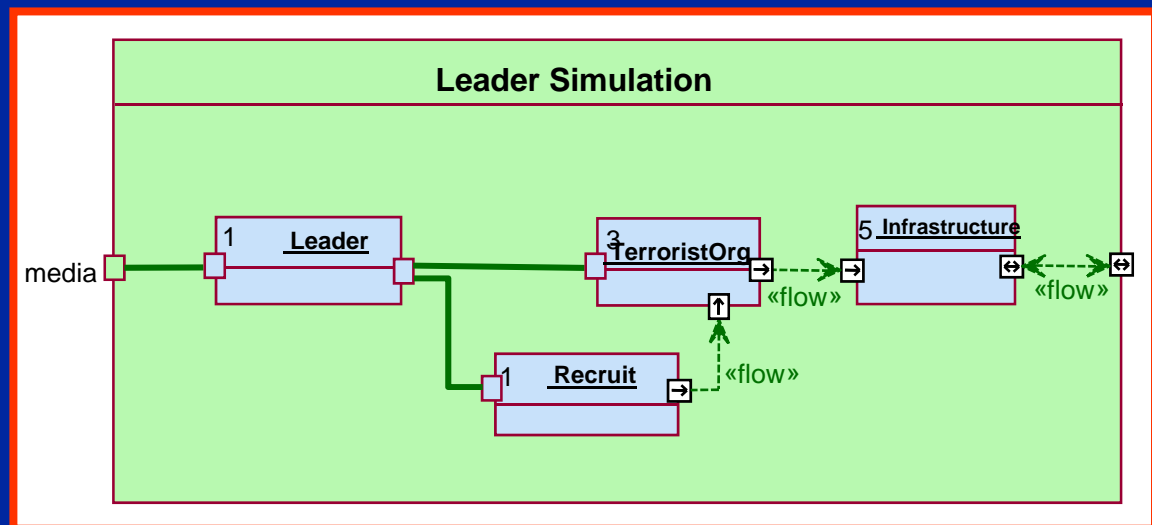 Leader Simulation
1 Leader
3 TerroristOrg
5 Infrastructure
media
«flow»
«flow»
1 Recruit
«flow»